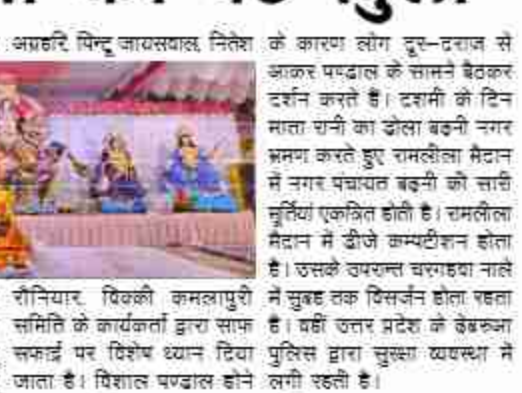 अग्रहरि, पिन्टू जायसवाल, नितेश
रौनियार, विक्की कमलापुरी
समिति के कार्यकर्ता द्वारा साफ
सफाई पर विशेष ध्यान दिया
जाता है। विशाल पण्डाल होने
के कारण लोग दूर-दराज से
आकर पण्डाल के सामने बैठकर
दर्शन करते हैं। दशमी के दिन
माता रानी का डोला बढ़नी नगर
भ्रमण करते हुए रामलीला मैदान
में नगर पंचायत बढ़नी की सारी
मूर्तियां एकत्रित होती है। रामलीला
मैदान में डीजे कम्पटीशन होता
है। उसके उपरान्त चरगहवा नाले
में सुबह तक विसर्जन होता रहता
है। वहीं उत्तर प्रदेश के ढेबरुआ
पुलिस द्वारा सुरक्षा व्यवस्था में
लगी रहती है।